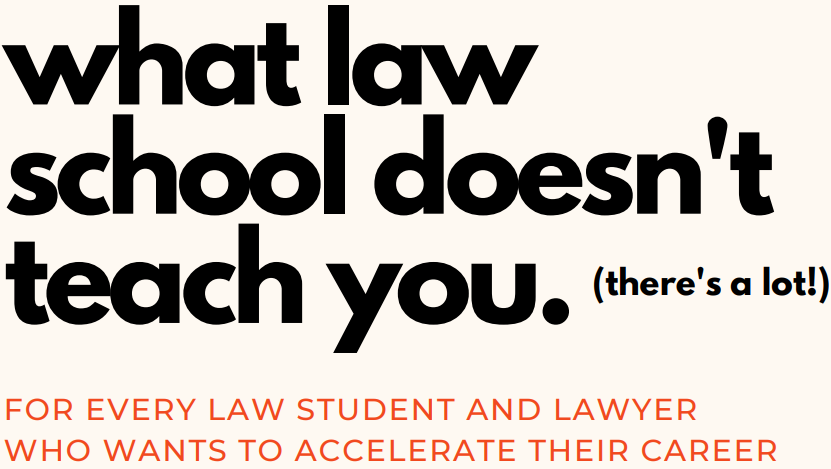 what law
school doesn't
teach you. (there's a lot!)
FOR EVERY LAW STUDENT AND LAWYER
WHO WANTS TO ACCELERATE THEIR CAREER